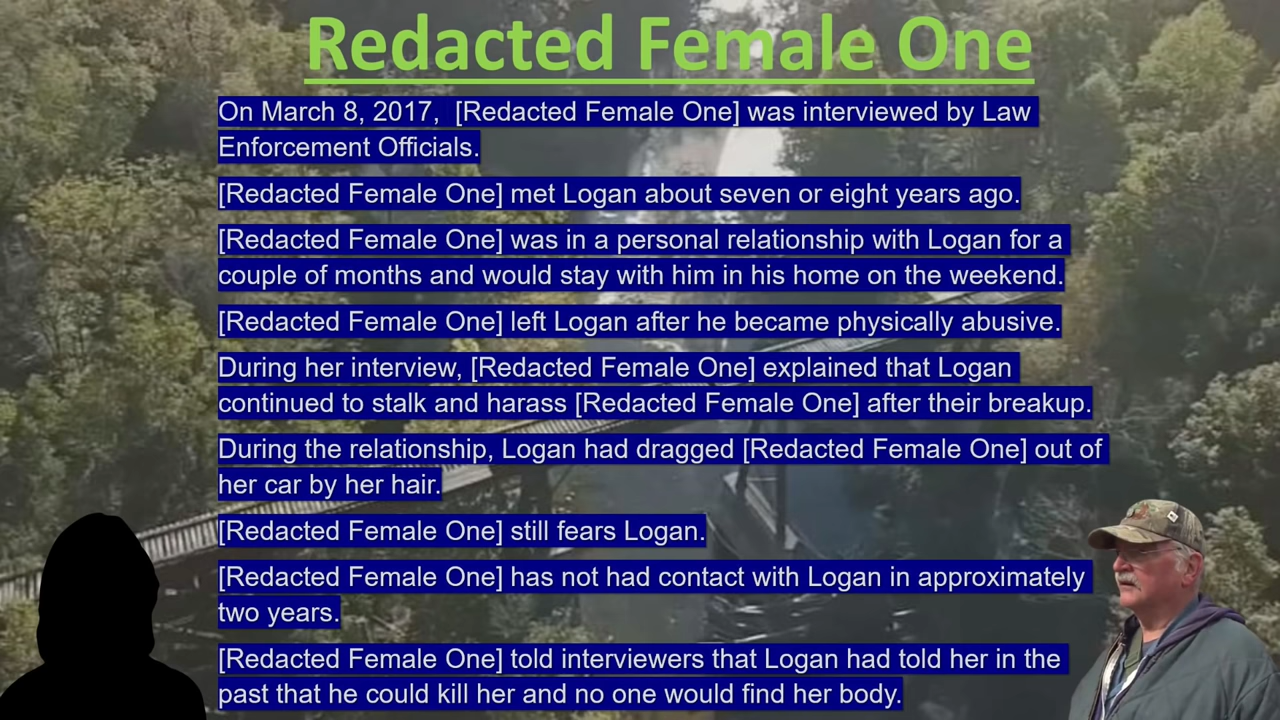 Redacted Female One
On March 8, 2017,  [Redacted Female One] was interviewed by Law
Enforcement Officials.
[Redacted Female One] met Logan about seven or eight years ago.
[Redacted Female One] was in a personal relationship with Logan for a
couple of months and would stay with him in his home on the weekend.
[Redacted Female One] left Logan after he became physically abusive.
During her interview, [Redacted Female One] explained that Logan
continued to stalk and harass [Redacted Female One] after their breakup.
During the relationship, Logan had dragged [Redacted Female One] out of
her car by her hair.
[Redacted Female One] still fears Logan.
[Redacted Female One] has not had contact with Logan in approximately
two years.
[Redacted Female One] told interviewers that Logan had told her in the
past that he could kill her and no one would find her body.